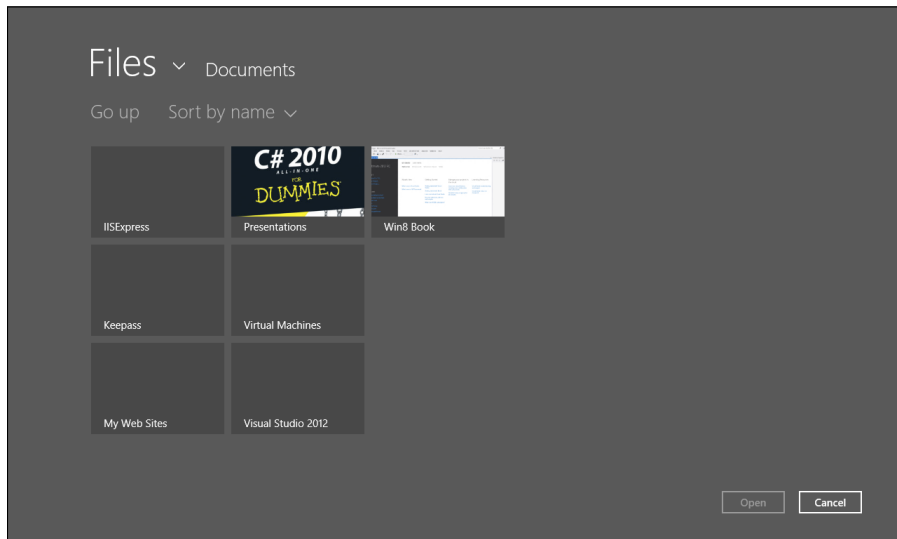 Files Documents
Go up Sort by name
IISExpress
C# 2010
ALL-IN-ONE
FOR
DUMMIES
Presentations
Win8 Book
Keepass
Virtual Machines
My Web Sites
Visual Studio 2012
Open Cancel